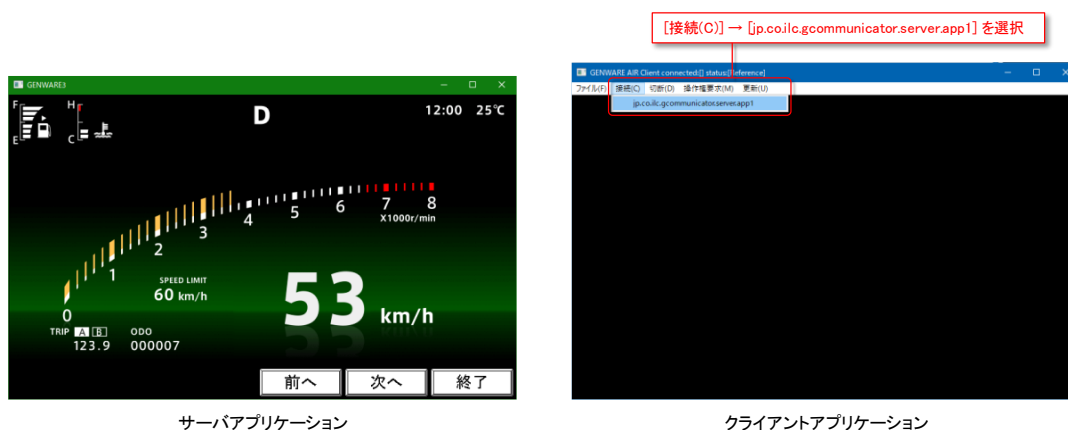 [接続(C)] → [jp.co.ilc.gcommunicator.server.app1] を選択
GENWARE3
F
E
H
C
D
12:00 25℃
0
1
2
3
4
5
6
7
8
X1000r/min
SPEED LIMIT
60 km/h
53 km/h
TRIP A B ODO
123.9 000007
前へ 次へ 終了
サーバアプリケーション
GENWARE AIR Client connected:[] status:[Reference]
ファイル(F) 接続(C) 切断(D) 操作権要求(M) 更新(U)
jp.co.ilc.gcommunicator.server.app1
クライアントアプリケーション